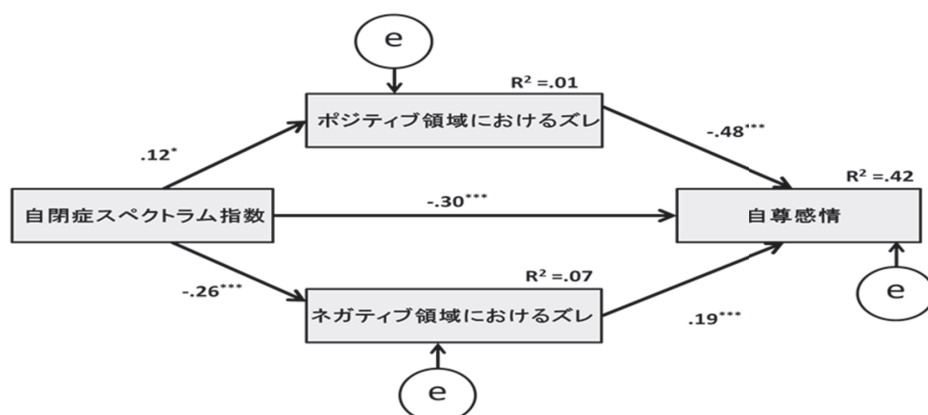 e
R² =.01
ポジティブ領域におけるズレ
.12*
-.48***
R² =.42
自閉症スペクトラム指数
-.30***
自尊感情
-.26***
R² =.07
ネガティブ領域におけるズレ
.19***
e
e